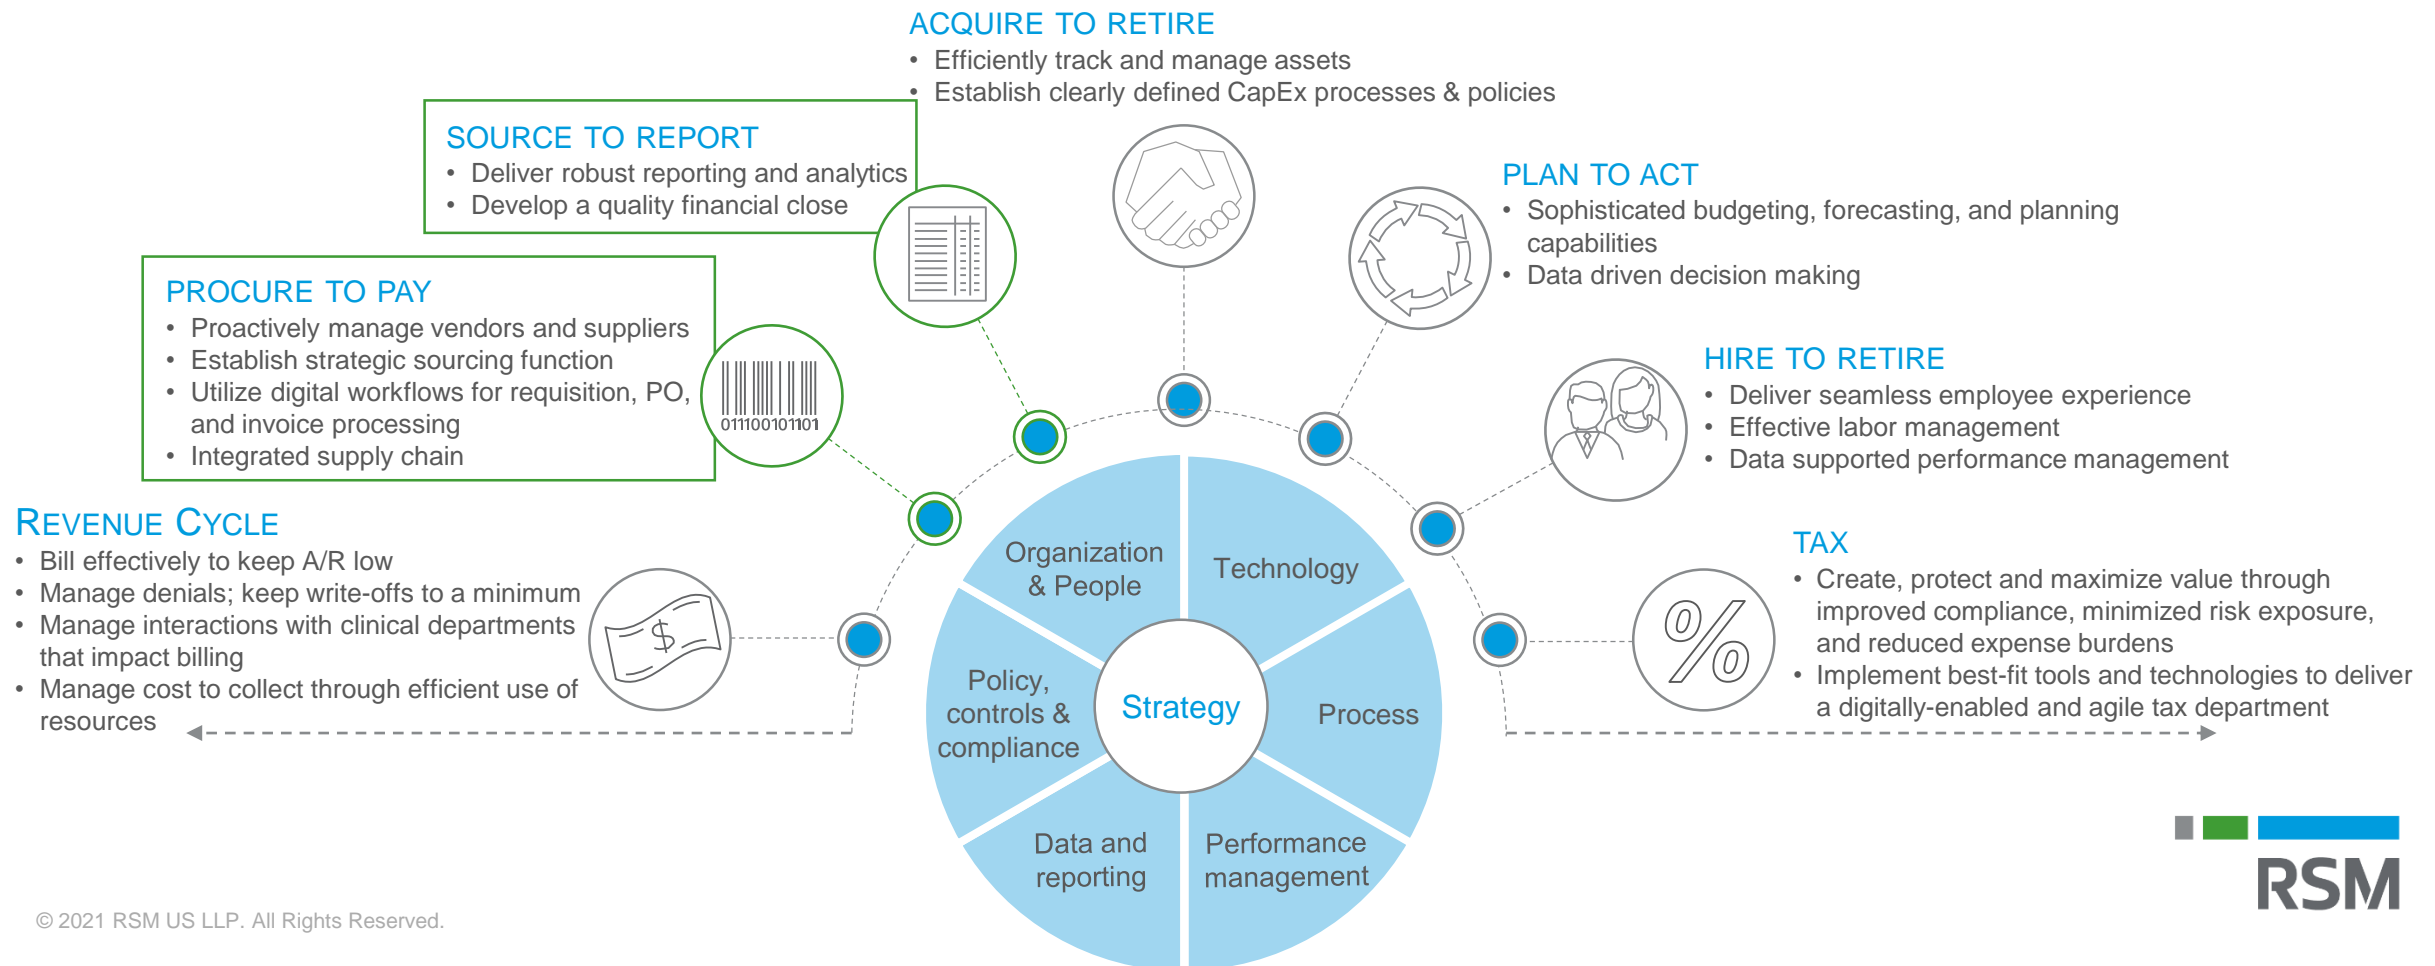 ACQUIRE TO RETIRE
• Efficiently track and manage assets
• Establish clearly defined CapEx processes & policies
SOURCE TO REPORT
• Deliver robust reporting and analytics
• Develop a quality financial close
PLAN TO ACT
• Sophisticated budgeting, forecasting, and planning
capabilities
• Data driven decision making
PROCURE TO PAY
• Proactively manage vendors and suppliers
• Establish strategic sourcing function
• Utilize digital workflows for requisition, PO,
and invoice processing
• Integrated supply chain
011100101101
HIRE TO RETIRE
• Deliver seamless employee experience
• Effective labor management
• Data supported performance management
REVENUE CYCLE
• Bill effectively to keep A/R low
• Manage denials; keep write-offs to a minimum
• Manage interactions with clinical departments
that impact billing
• Manage cost to collect through efficient use of
resources
$
TAX
• Create, protect and maximize value through
improved compliance, minimized risk exposure,
and reduced expense burdens
• Implement best-fit tools and technologies to deliver
a digitally-enabled and agile tax department
%
Organization
& People
Technology
Policy,
controls &
compliance
Strategy
Process
Data and
reporting
Performance
management
RSM
© 2021 RSM US LLP. All Rights Reserved.